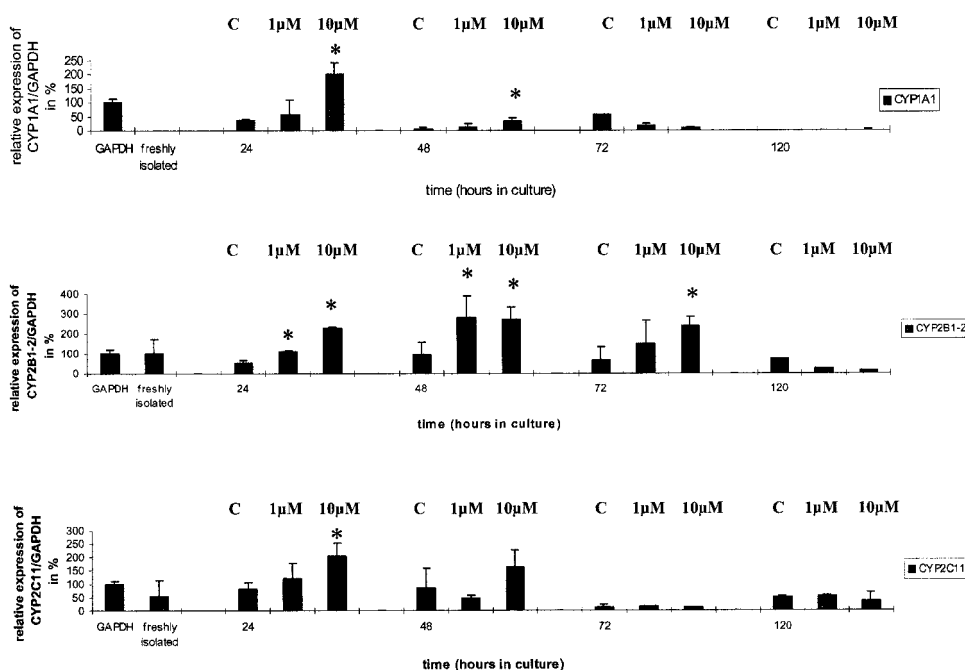 C 1µM 10µM C 1µM 10µM C 1µM 10µM C 1µM 10µM
relative expression of
CYP1A1/GAPDH
in %
250
200
150
100
50
0
* *
CYP1A1
GAPDH freshly
isolated
24 48 72 120
time (hours in culture)
C 1µM 10µM C 1µM 10µM C 1µM 10µM C 1µM 10µM
relative expression of
CYP2B1-2/GAPDH
in %
400
300
200
100
0
* * * * *
CYP2B1-2
GAPDH freshly
isolated
24 48 72 120
time (hours in culture)
C 1µM 10µM C 1µM 10µM C 1µM 10µM C 1µM 10µM
relative expression of
CYP2C11/GAPDH
in %
300
250
200
150
100
50
0
*
CYP2C11
GAPDH freshly
isolated
24 48 72 120
time (hours in culture)